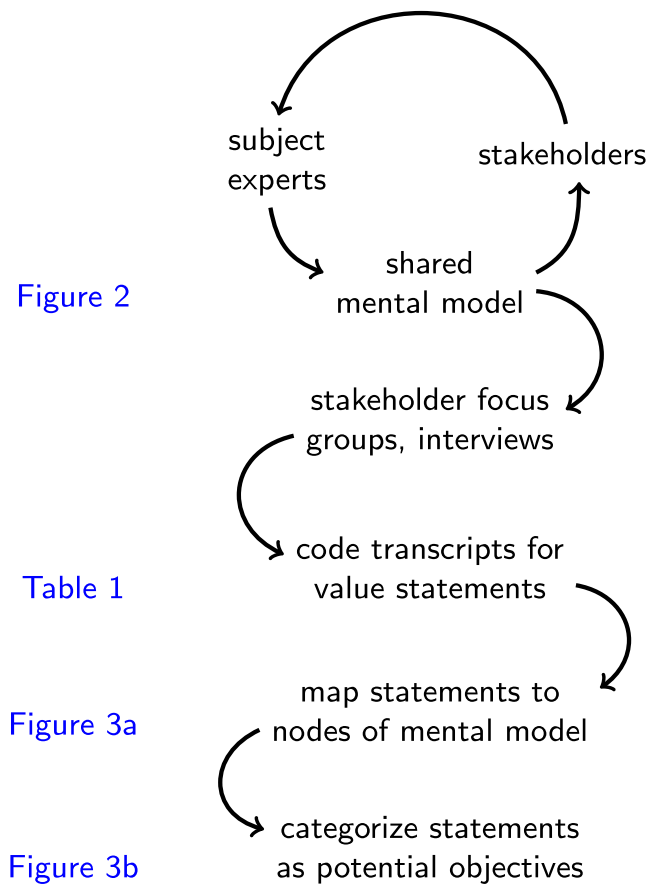 subject
experts
stakeholders
shared
mental model
Figure 2
stakeholder focus
groups, interviews
code transcripts for
value statements
Table 1
map statements to
nodes of mental model
Figure 3a
categorize statements
as potential objectives
Figure 3b